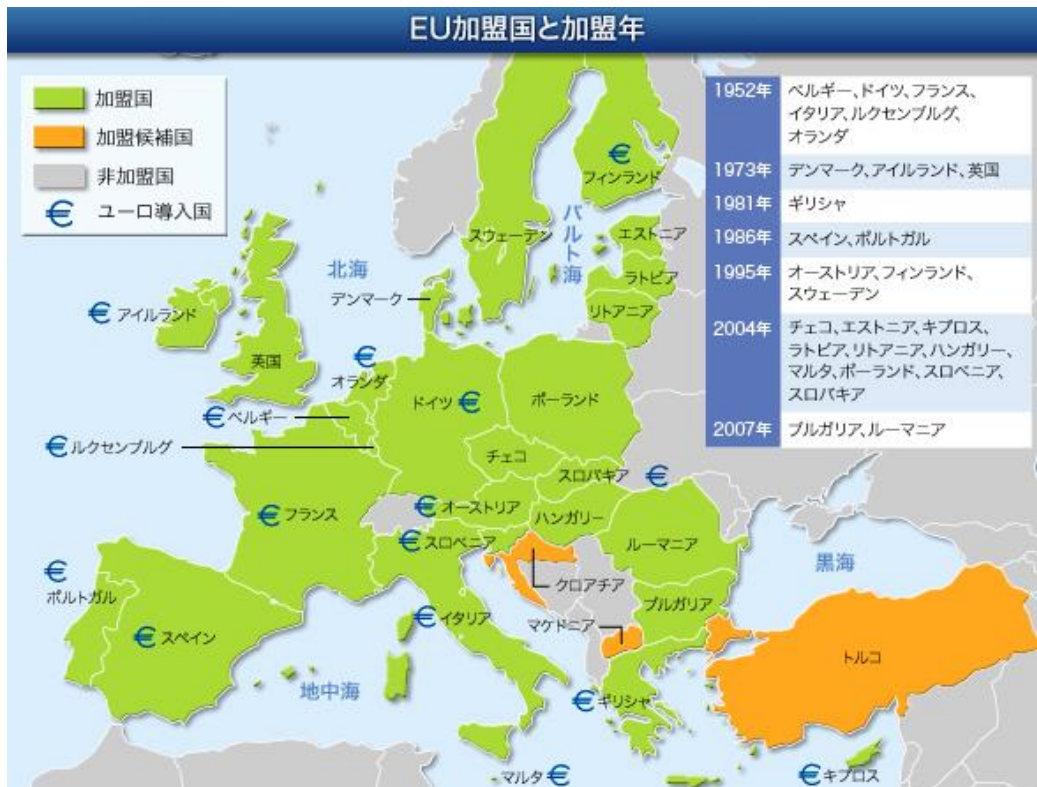 EU加盟国と加盟年
加盟国
加盟候補国
非加盟国
€ ユーロ導入国
1952年 ベルギー、ドイツ、フランス、
イタリア、ルクセンブルグ、
オランダ
1973年 デンマーク、アイルランド、英国
1981年 ギリシャ
1986年 スペイン、ポルトガル
1995年 オーストリア、フィンランド、
スウェーデン
2004年 チェコ、エストニア、キプロス、
ラトビア、リトアニア、ハンガリー、
マルタ、ポーランド、スロベニア、
スロバキア
2007年 ブルガリア、ルーマニア
€
フィンランド
スウェーデン
バルト海
エストニア
ラトビア
リトアニア
北海
デンマーク
€ アイルランド
英国
€
オランダ
ドイツ €
ポーランド
€ ベルギー
€ ルクセンブルグ
チェコ
スロバキア €
€ フランス
€ オーストリア
ハンガリー
€ スロベニア
ルーマニア
黒海
クロアチア
ブルガリア
€
ポルトガル
€ スペイン
€ イタリア
マケドニア
トルコ
地中海
€ ギリシャ
マルタ €
€ キプロス